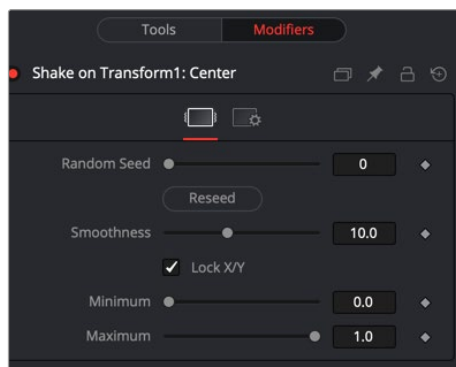 Tools Modifiers
Shake on Transform1: Center
Random Seed 0
Reseed
Smoothness 10.0
Lock X/Y
Minimum 0.0
Maximum 1.0